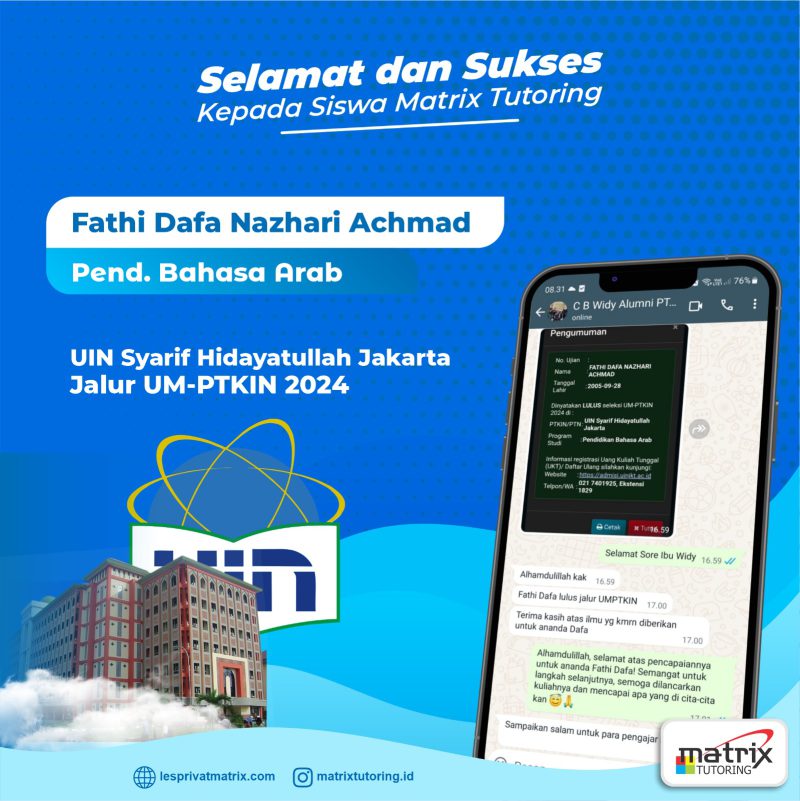 Selamat dan Sukses
Kepada Siswa Matrix Tutoring
Fathi Dafa Nazhari Achmad
Pend. Bahasa Arab
UIN Syarif Hidayatullah Jakarta
Jalur UM-PTKIN 2024
08.31
76%
C B Widy Alumni PT...
online
Pengumuman
No. Ujian :
Nama : FATHI DAFA NAZHARI
ACHMAD
Tanggal
Lahir : 2005-09-28
Dinyatakan LULUS seleksi UM-PTKIN
2024 di :
PTKIN/PTN : UIN Syarif Hidayatullah
Jakarta
Program
Studi : Pendidikan Bahasa Arab
Informasi registrasi Uang Kuliah Tunggal
(UKT)/ Daftar Ulang silahkan kunjungi:
Website : https://admisi.uinjkt.ac.id
Telpon/WA : 021 7401925, Ekstensi
1829
Cetak
16.59
Selamat Sore Ibu Widy 16.59
Alhamdulillah kak 16.59
Fathi Dafa lulus jalur UMPTKIN 17.00
Terima kasih atas ilmu yg kmrn diberikan
untuk ananda Dafa 17.00
Alhamdulillah, selamat atas pencapaiannya
untuk ananda Fathi Dafa! Semangat untuk
langkah selanjutnya, semoga dilancarkan
kuliahnya dan mencapai apa yang di cita-cita
kan 😊🙏
Sampaikan salam untuk para pengajar
uin
matrix
TUTORING
lesprivatmatrix.com
matrixtutoring.id